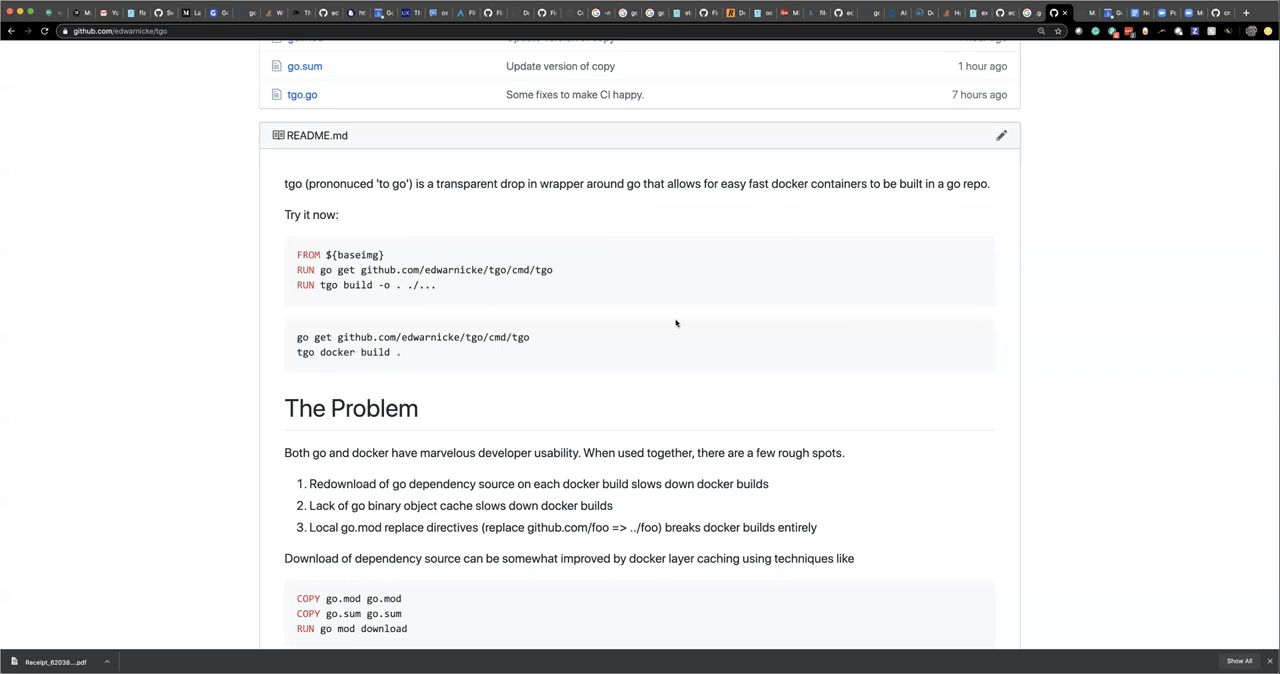 github.com/edwarnicke/tgo
go.sum Update version of copy 1 hour ago
tgo.go Some fixes to make CI happy. 7 hours ago
README.md
tgo (prononuced 'to go') is a transparent drop in wrapper around go that allows for easy fast docker containers to be built in a go repo.
Try it now:
FROM ${baseimg}
RUN go get github.com/edwarnicke/tgo/cmd/tgo
RUN tgo build -o . ./...
go get github.com/edwarnicke/tgo/cmd/tgo
tgo docker build .
The Problem
Both go and docker have marvelous developer usability. When used together, there are a few rough spots.
1. Redownload of go dependency source on each docker build slows down docker builds
2. Lack of go binary object cache slows down docker builds
3. Local go.mod replace directives (replace github.com/foo => ../foo) breaks docker builds entirely
Download of dependency source can be somewhat improved by docker layer caching using techniques like
COPY go.mod go.mod
COPY go.sum go.sum
RUN go mod download
Receipt_62038....pdf
Show All